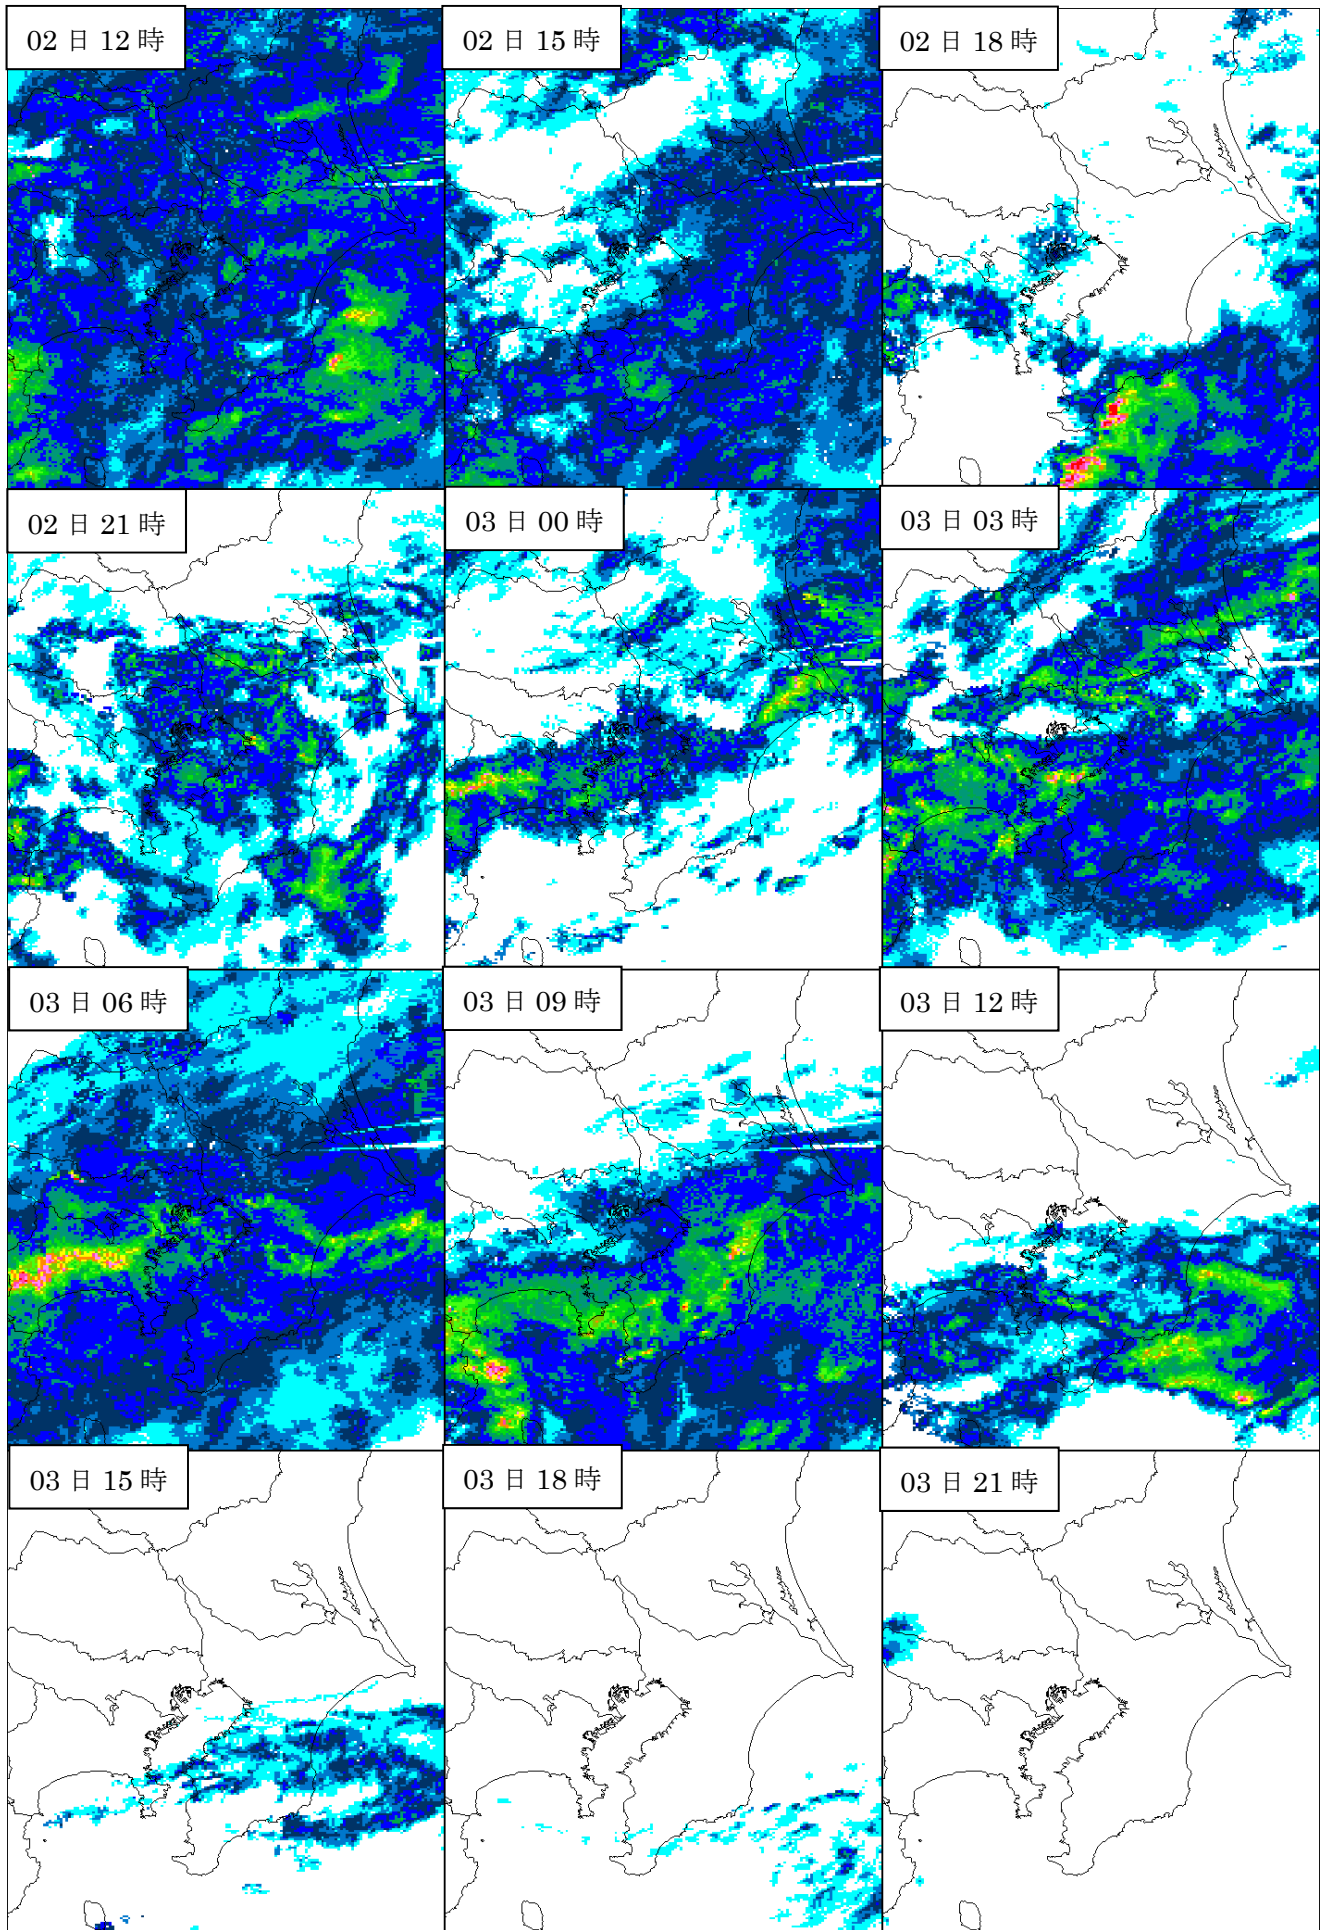 02 日 12 時
02 日 15 時
02 日 18 時
02 日 21 時
03 日 00 時
03 日 03 時
03 日 06 時
03 日 09 時
03 日 12 時
03 日 15 時
03 日 18 時
03 日 21 時